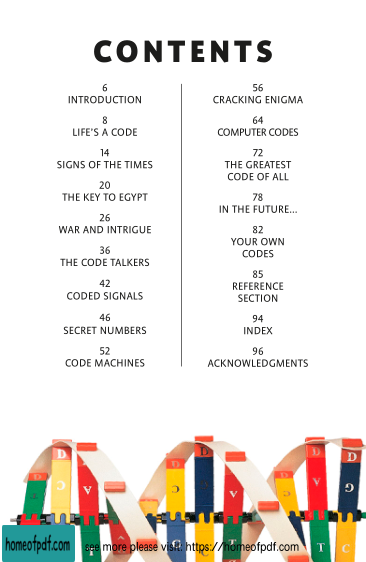 CONTENTS
6
INTRODUCTION
8
LIFE'S A CODE
14
SIGNS OF THE TIMES
20
THE KEY TO EGYPT
26
WAR AND INTRIGUE
36
THE CODE TALKERS
42
CODED SIGNALS
46
SECRET NUMBERS
52
CODE MACHINES
56
CRACKING ENIGMA
64
COMPUTER CODES
72
THE GREATEST
CODE OF ALL
78
IN THE FUTURE...
82
YOUR OWN
CODES
85
REFERENCE
SECTION
94
INDEX
96
ACKNOWLEDGMENTS
D
D
D
D
C
A
C
A
G
G
C
C
T
T
C
homeofpdf.com
see more please visit: https://homeofpdf.com